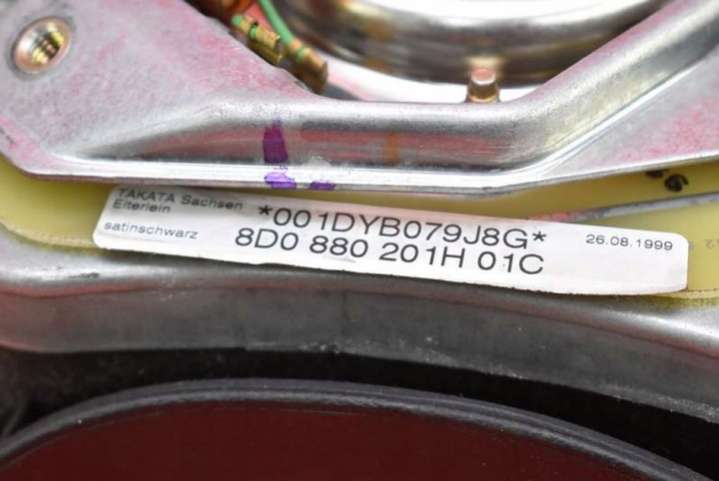 TAKATA Sachsen
Elterlein
satinschwarz
*001DYB079J8G*
8D0 880 201H 01C
26.08.1999